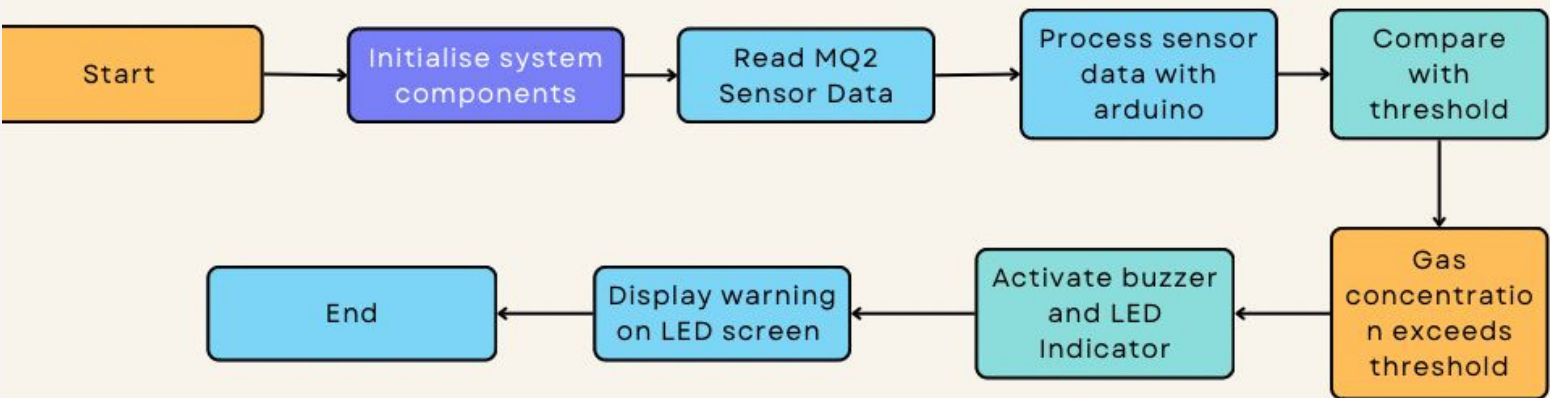 Start
Initialise system
components
Read MQ2
Sensor Data
Process sensor
data with
arduino
Compare
with
threshold
Gas
concentratio
n exceeds
threshold
Activate buzzer
and LED
Indicator
Display warning
on LED screen
End